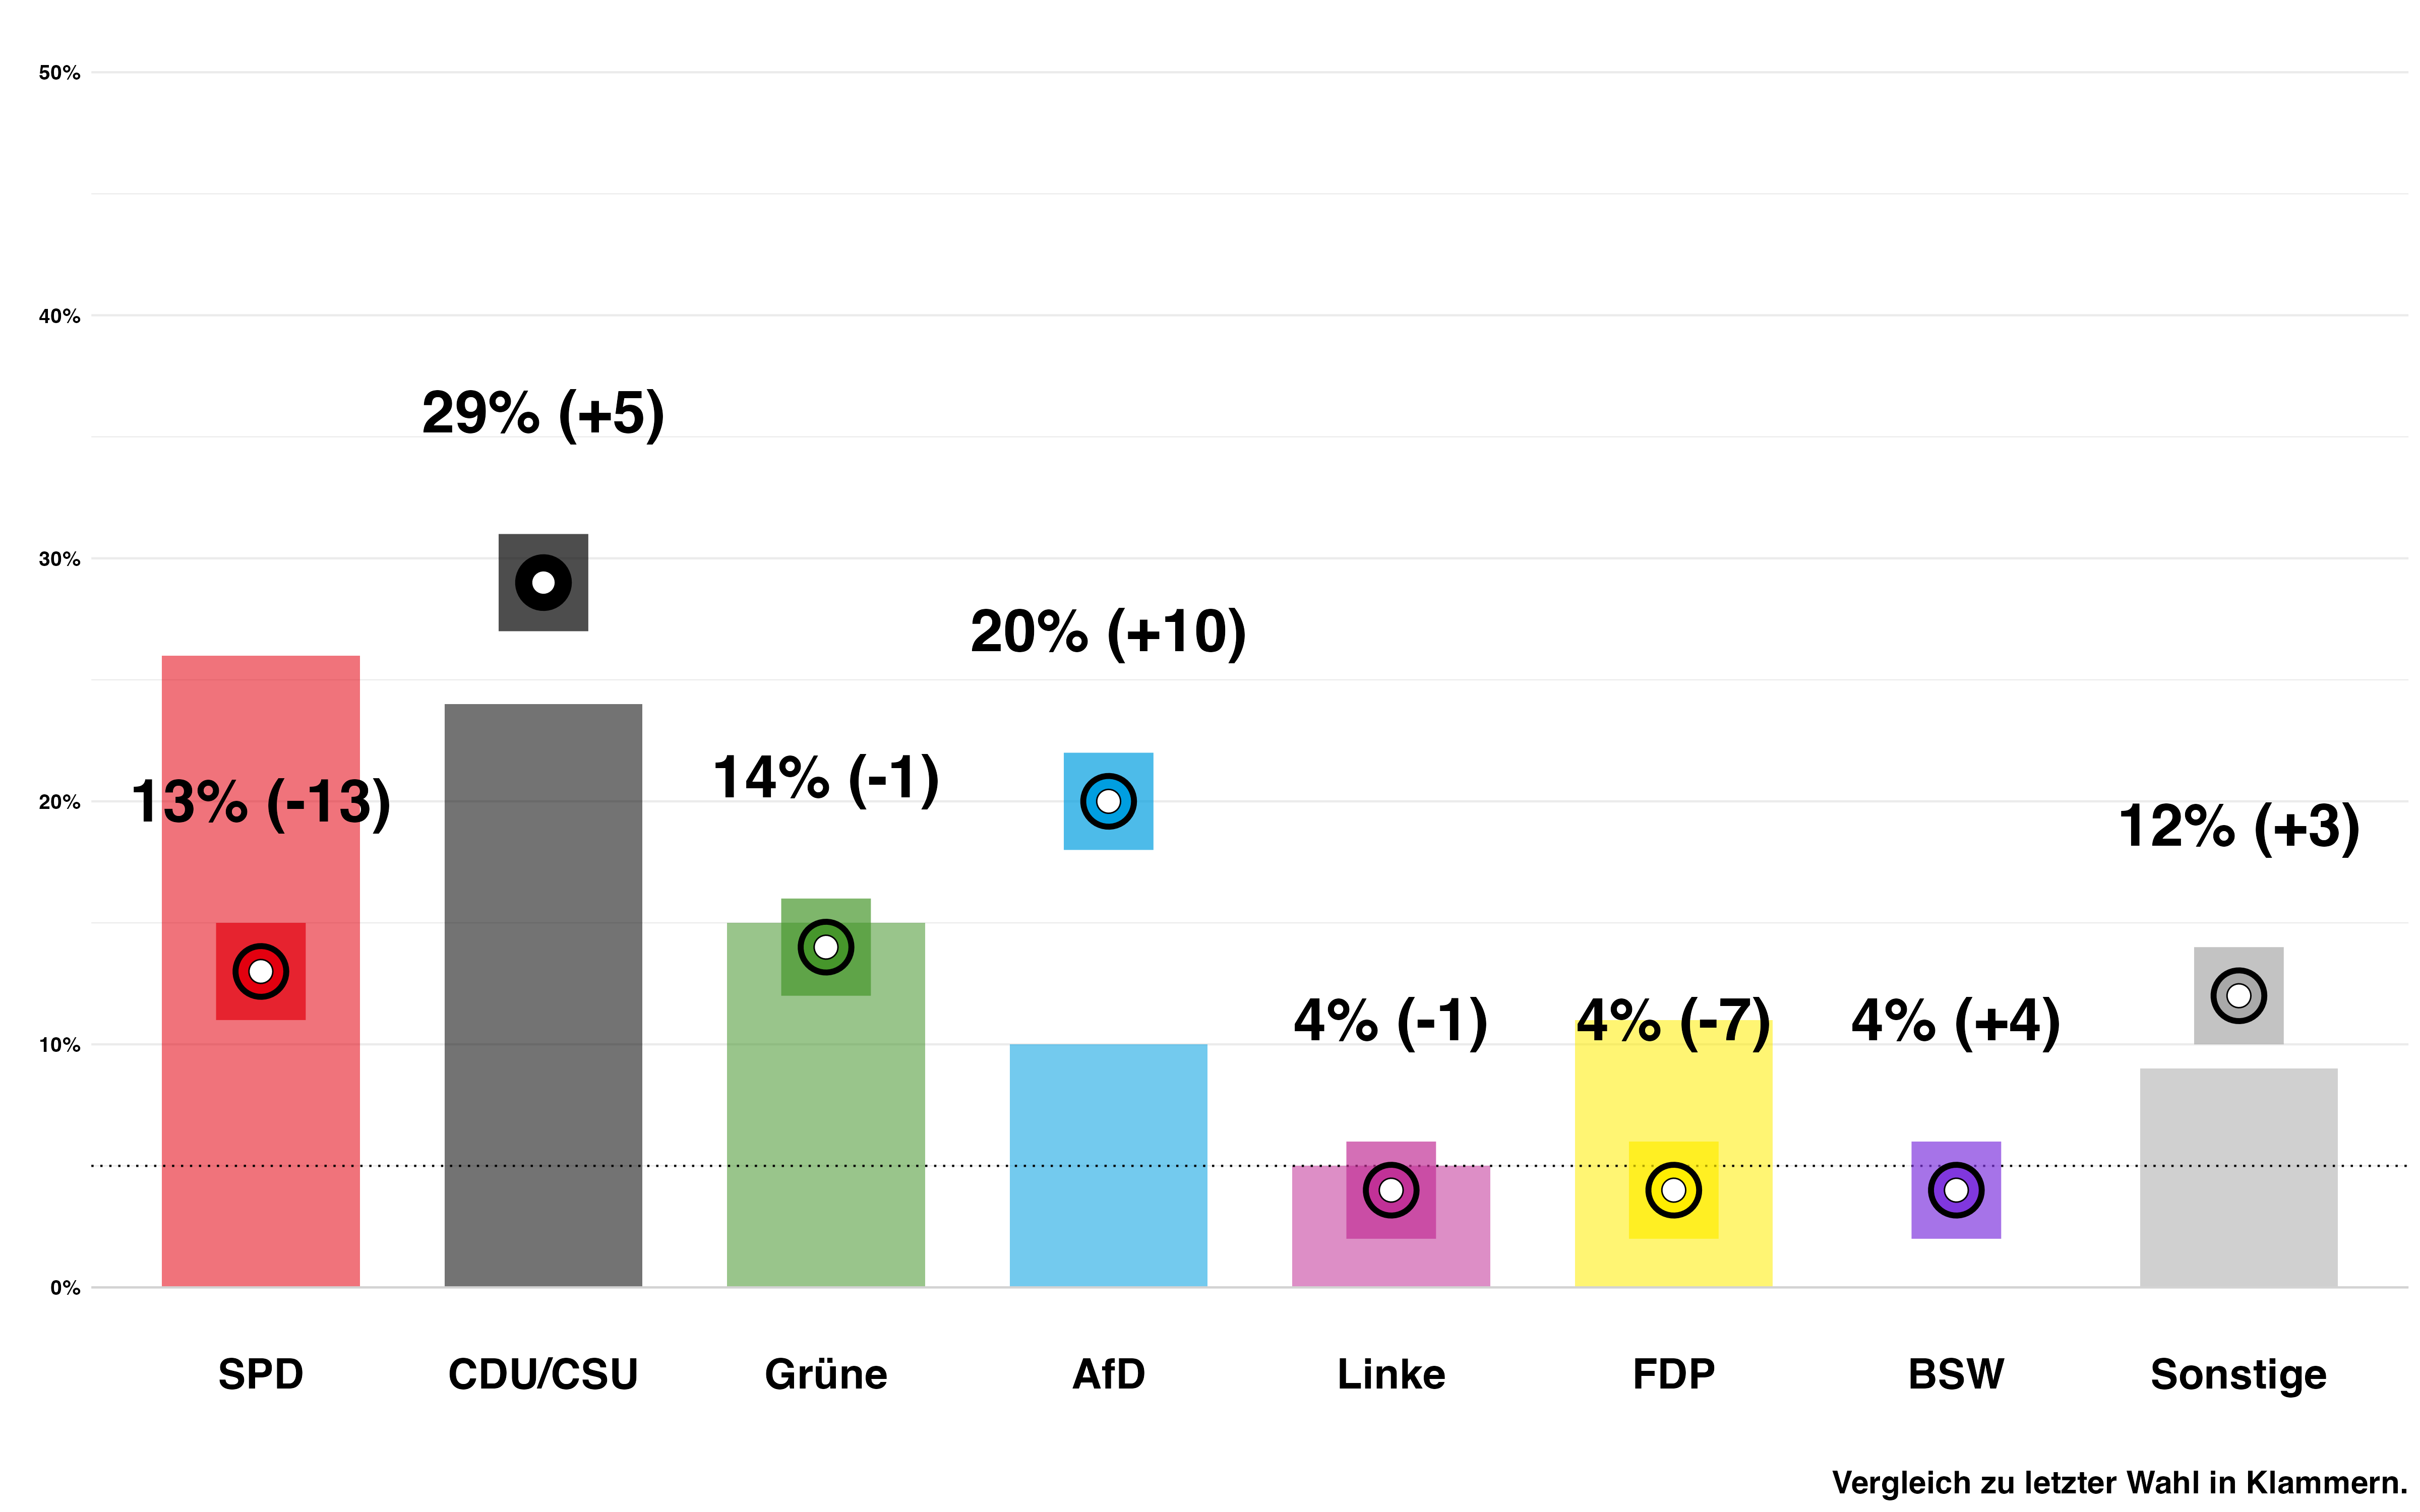 50%
40%
30%
20%
10%
0%
29% (+5)
20% (+10)
14% (-1)
13% (-13)
12% (+3)
4% (-1)
4% (-7)
4% (+4)
SPD
CDU/CSU
Grüne
AfD
Linke
FDP
BSW
Sonstige
Vergleich zu letzter Wahl in Klammern.